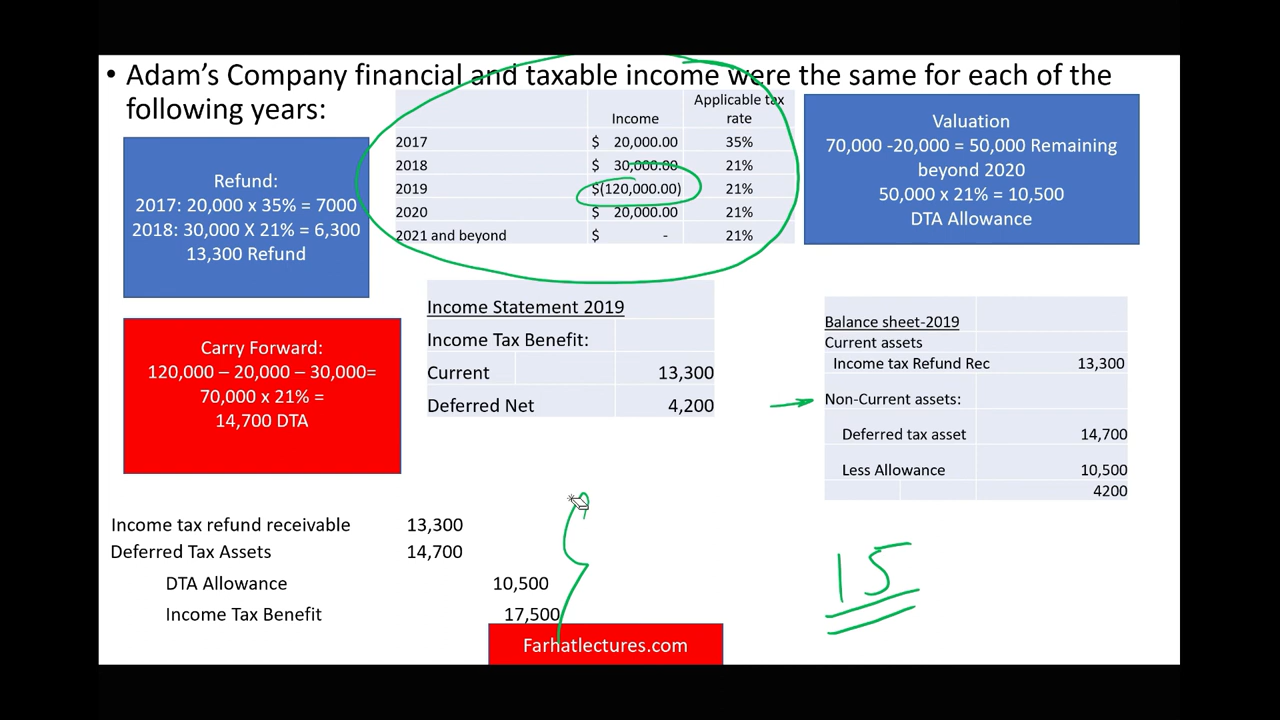 • Adam's Company financial and taxable income were the same for each of the
following years:
Applicable tax
Income rate
2017 $ 20,000.00 35%
2018 $ 30,000.00 21%
2019 $(120,000.00) 21%
2020 $ 20,000.00 21%
2021 and beyond $ - 21%
Refund:
2017: 20,000 x 35% = 7000
2018: 30,000 X 21% = 6,300
13,300 Refund
Valuation
70,000 -20,000 = 50,000 Remaining
beyond 2020
50,000 x 21% = 10,500
DTA Allowance
Carry Forward:
120,000 – 20,000 – 30,000=
70,000 x 21% =
14,700 DTA
Income Statement 2019
Income Tax Benefit:
Current 13,300
Deferred Net 4,200
Balance sheet-2019
Current assets
Income tax Refund Rec 13,300
Non-Current assets:
Deferred tax asset 14,700
Less Allowance 10,500
4200
Income tax refund receivable 13,300
Deferred Tax Assets 14,700
DTA Allowance 10,500
Income Tax Benefit 17,500
15
Farhatlectures.com